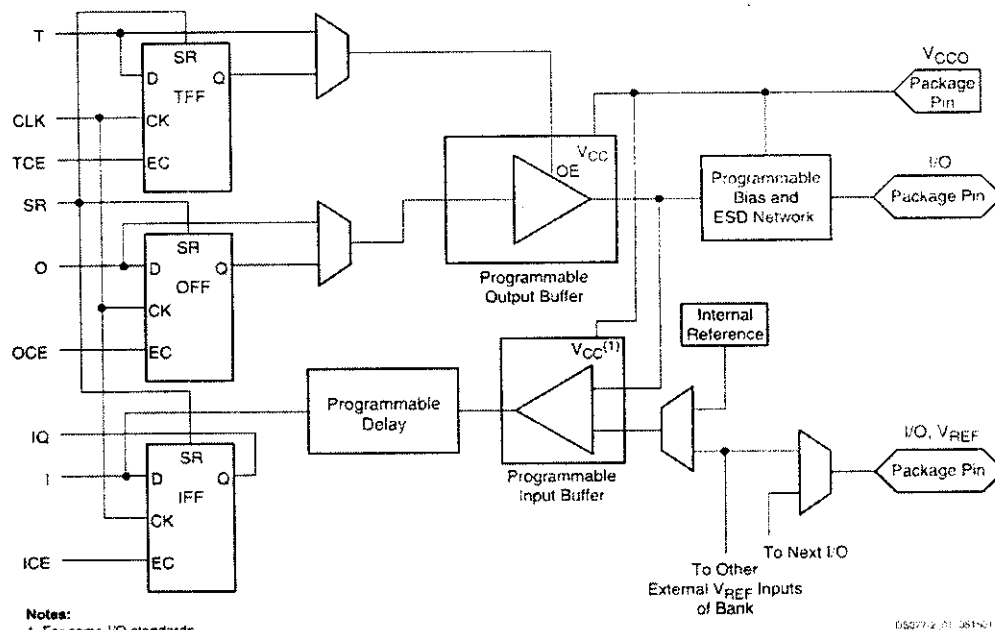 T
SR
D
Q
TFF
CLK
CK
TCE
EC
VCCO
Package
Pin
VCC
OE
I/O
Programmable
Bias and
ESD Network
Package Pin
SR
SR
O
D
Q
OFF
CK
OCE
EC
Programmable
Output Buffer
Internal
Reference
VCC(1)
Programmable
Delay
IQ
SR
I
D
Q
IFF
CK
ICE
EC
Programmable
Input Buffer
I/O, VREF
Package Pin
To Next I/O
To Other
External VREF Inputs
of Bank
Notes: